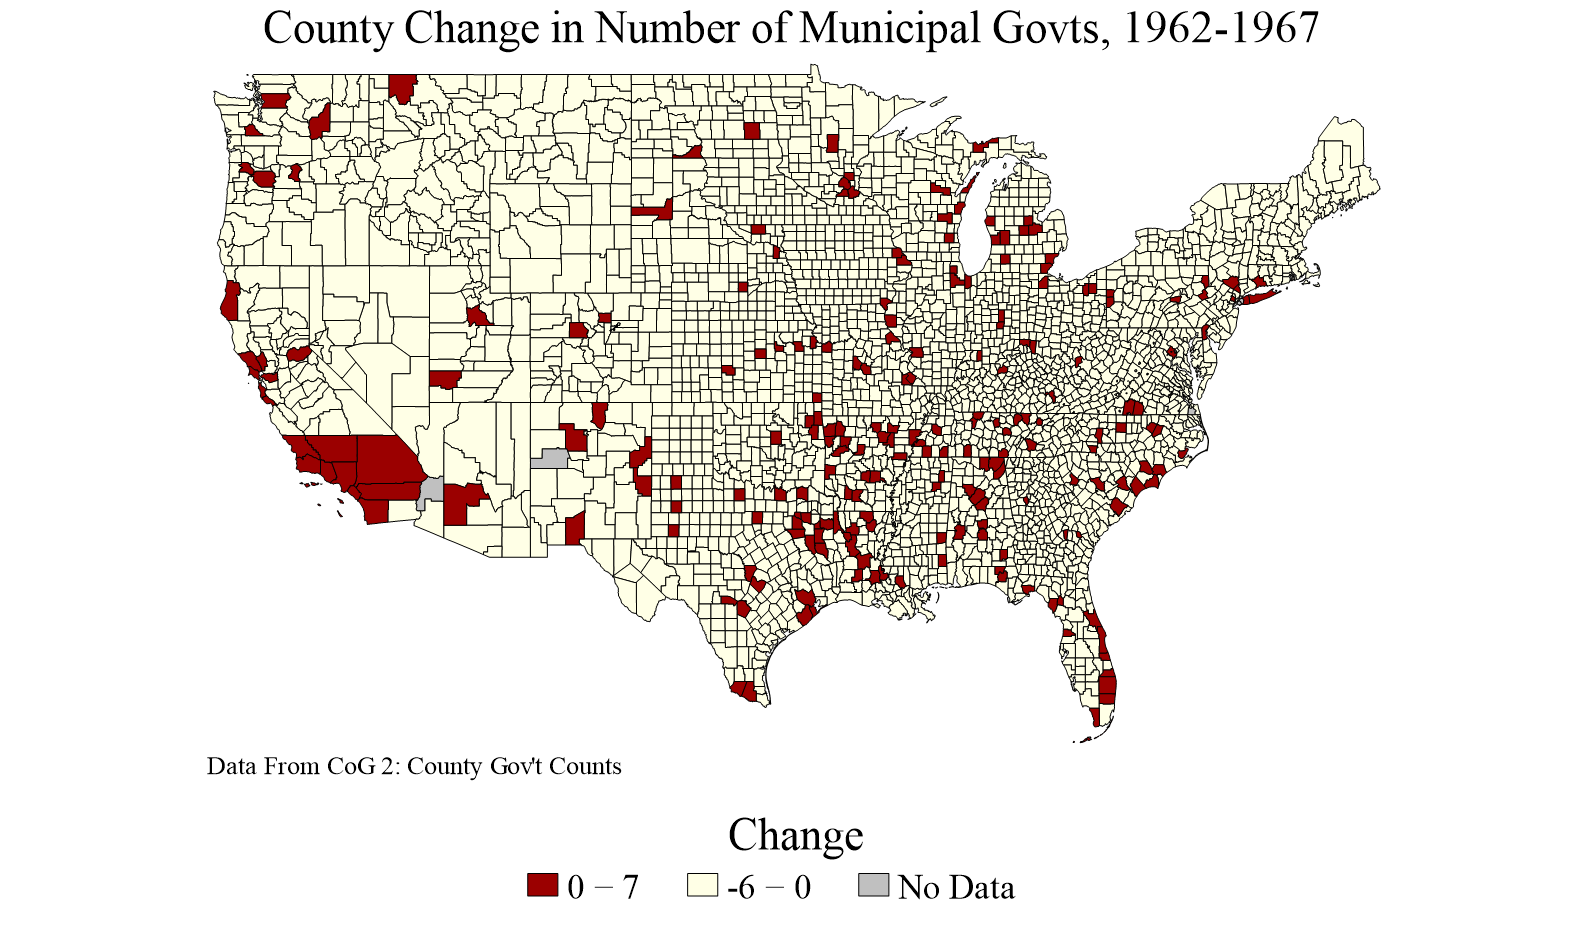 County Change in Number of Municipal Govts, 1962-1967
Data From CoG 2: County Gov't Counts
Change
0 − 7
-6 − 0
No Data